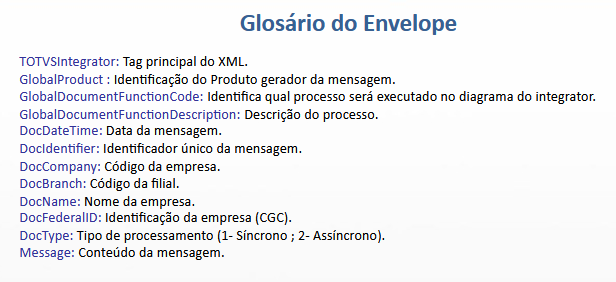 Glosário do Envelope
TOTVSIntegrator: Tag principal do XML.
GlobalProduct : Identificação do Produto gerador da mensagem.
GlobalDocumentFunctionCode: Identifica qual processo será executado no diagrama do integrator.
GlobalDocumentFunctionDescription: Descrição do processo.
DocDateTime: Data da mensagem.
DocIdentifier: Identificador único da mensagem.
DocCompany: Código da empresa.
DocBranch: Código da filial.
DocName: Nome da empresa.
DocFederalID: Identificação da empresa (CGC).
DocType: Tipo de processamento (1- Síncrono ; 2- Assíncrono).
Message: Conteúdo da mensagem.